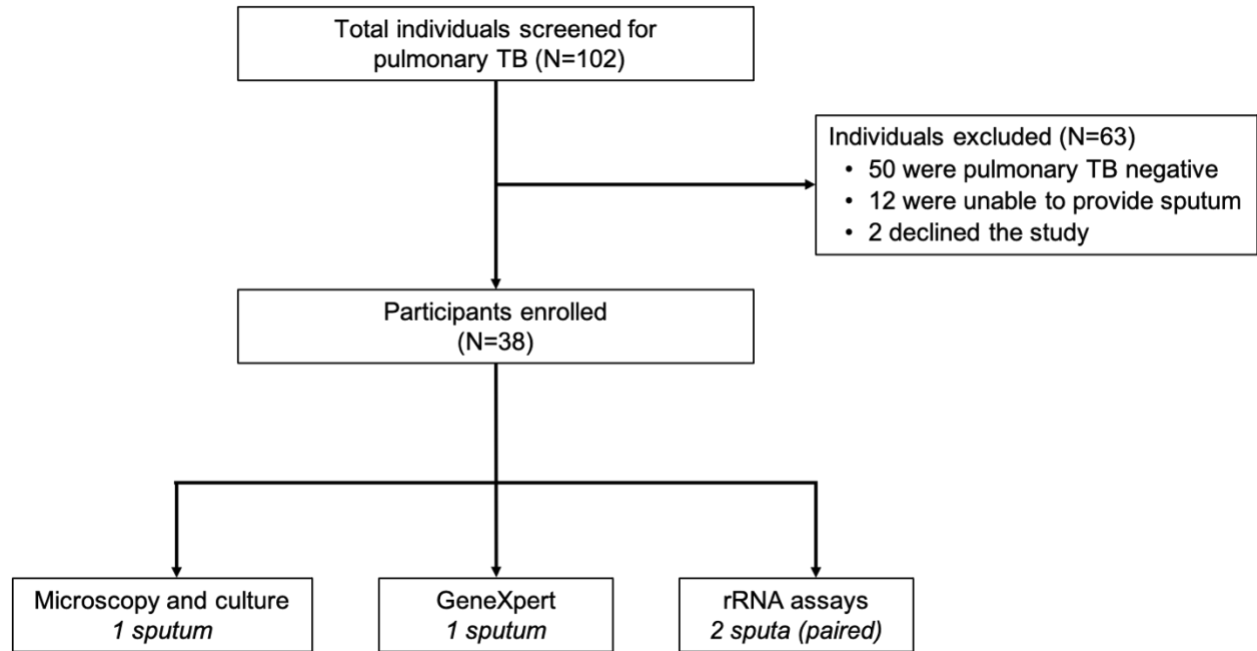 Total individuals screened for
pulmonary TB (N=102)
Individuals excluded (N=63)
• 50 were pulmonary TB negative
• 12 were unable to provide sputum
• 2 declined the study
Participants enrolled
(N=38)
Microscopy and culture
1 sputum
GeneXpert
1 sputum
rRNA assays
2 sputa (paired)